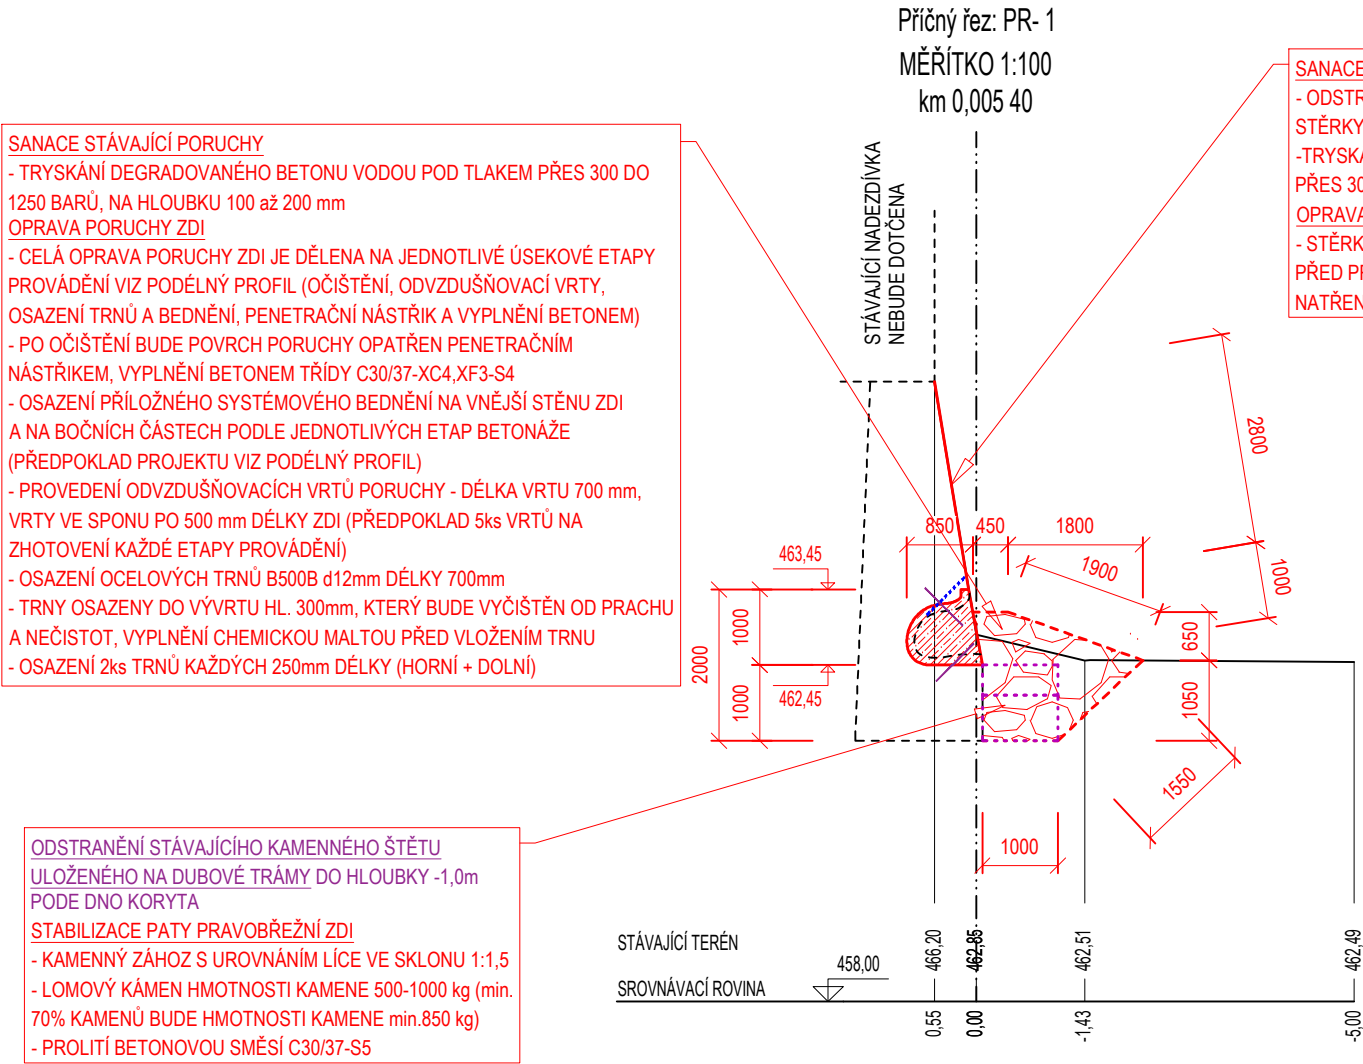 Příčný řez: PR- 1
MĚŘÍTKO 1:100
km 0,005 40
SANACE STÁVAJÍCÍ PORUCHY
- TRYSKÁNÍ DEGRADOVANÉHO BETONU VODOU POD TLAKEM PŘES 300 DO
1250 BARŮ, NA HLOUBKU 100 až 200 mm
OPRAVA PORUCHY ZDI
- CELÁ OPRAVA PORUCHY ZDI JE DĚLENA NA JEDNOTLIVÉ ÚSEKOVÉ ETAPY
PROVÁDĚNÍ VIZ PODÉLNÝ PROFIL (OČIŠTĚNÍ, ODVZDUŠŇOVACÍ VRTY,
OSAZENÍ TRNŮ A BEDNĚNÍ, PENETRAČNÍ NÁSTŘIK A VYPLNĚNÍ BETONEM)
- PO OČIŠTĚNÍ BUDE POVRCH PORUCHY OPATŘEN PENETRAČNÍM
NÁSTŘIKEM, VYPLNĚNÍ BETONEM TŘÍDY C30/37-XC4,XF3-S4
- OSAZENÍ PŘÍLOŽNÉHO SYSTÉMOVÉHO BEDNĚNÍ NA VNĚJŠÍ STĚNU ZDI
A NA BOČNÍCH ČÁSTECH PODLE JEDNOTLIVÝCH ETAP BETONÁŽE
(PŘEDPOKLAD PROJEKTU VIZ PODÉLNÝ PROFIL)
- PROVEDENÍ ODVZDUŠŇOVACÍCH VRTŮ PORUCHY - DÉLKA VRTU 700 mm,
VRTY VE SPONU PO 500 mm DÉLKY ZDI (PŘEDPOKLAD 5ks VRTŮ NA
ZHOTOVENÍ KAŽDÉ ETAPY PROVÁDĚNÍ)
- OSAZENÍ OCELOVÝCH TRNŮ B500B d12mm DÉLKY 700mm
- TRNY OSAZENY DO VÝVRTU HL. 300mm, KTERÝ BUDE VYČIŠTĚN OD PRACHU
A NEČISTOT, VYPLNĚNÍ CHEMICKOU MALTOU PŘED VLOŽENÍM TRNU
- OSAZENÍ 2ks TRNŮ KAŽDÝCH 250mm DÉLKY (HORNÍ + DOLNÍ)
STÁVAJÍCÍ NADEZDÍVKA
NEBUDE DOTČENA
SANACE
- ODSTR
STĚRKY
-TRYSKÁ
PŘES 30
OPRAVA
- STĚRK
PŘED PŘ
NATŘEN
2800
1000
850
450
1800
1900
463,45
462,45
2000
1000
1000
650
1050
1550
1000
ODSTRANĚNÍ STÁVAJÍCÍHO KAMENNÉHO ŠTĚTU
ULOŽENÉHO NA DUBOVÉ TRÁMY DO HLOUBKY -1,0m
PODE DNO KORYTA
STABILIZACE PATY PRAVOBŘEŽNÍ ZDI
- KAMENNÝ ZÁHOZ S UROVNÁNÍM LÍCE VE SKLONU 1:1,5
- LOMOVÝ KÁMEN HMOTNOSTI KAMENE 500-1000 kg (min.
70% KAMENŮ BUDE HMOTNOSTI KAMENE min.850 kg)
- PROLITÍ BETONOVOU SMĚSÍ C30/37-S5
STÁVAJÍCÍ TERÉN
466,20
462,85
462,51
462,49
458,00
SROVNÁVACÍ ROVINA
0,55
0,00
-1,43
-5,00